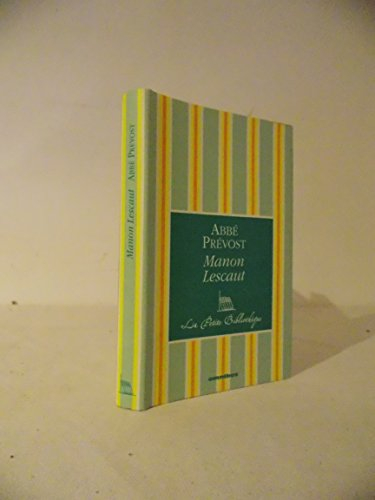 Manon Lescaut ABBÉ PRÉVOST
ABBÉ
PRÉVOST
Manon
Lescaut
La Petite Bibliothèque